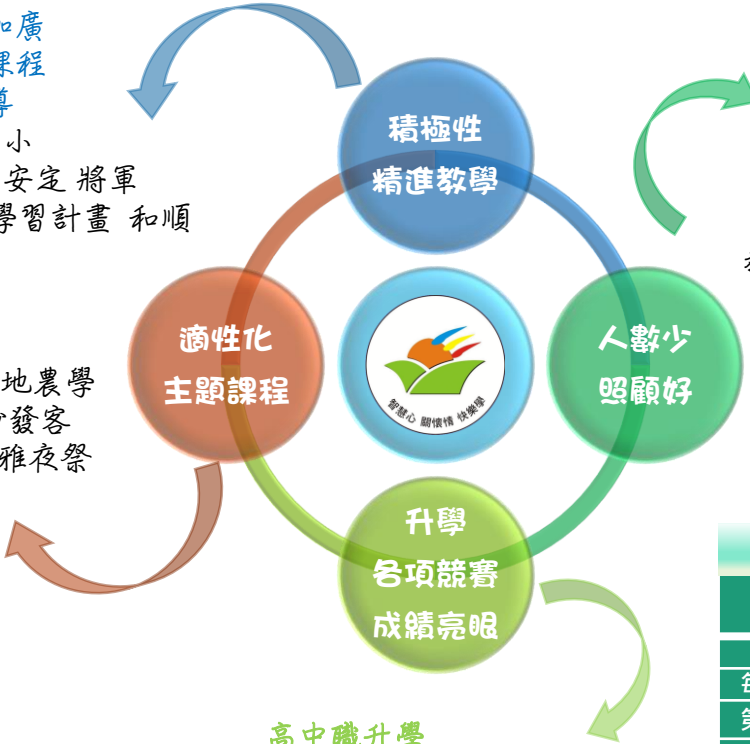 加廣
課程
導
小
安定 將軍
學習計畫 和順
積極性
精進教學
適性化
主題課程
人數少
照顧好
智慧心 關懷情 快樂學
地農學
發客
雅夜祭
升學
各項競賽
成績亮眼
高中職升學
每
第